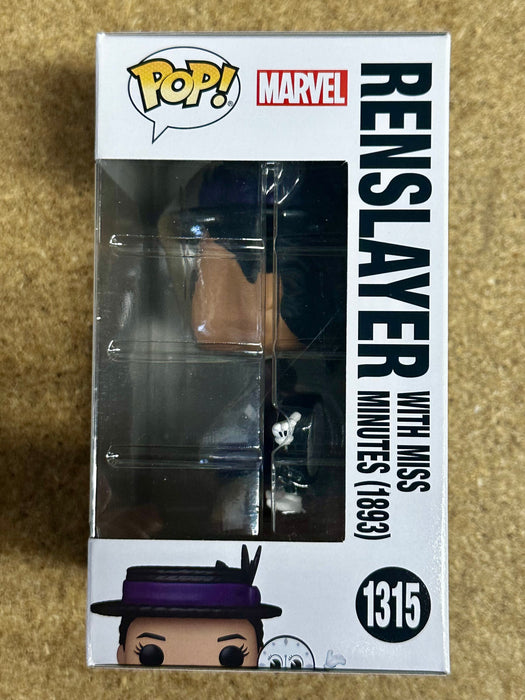 POP!
MARVEL
RENSLAYER
WITH MISS
MINUTES (1893)
1315